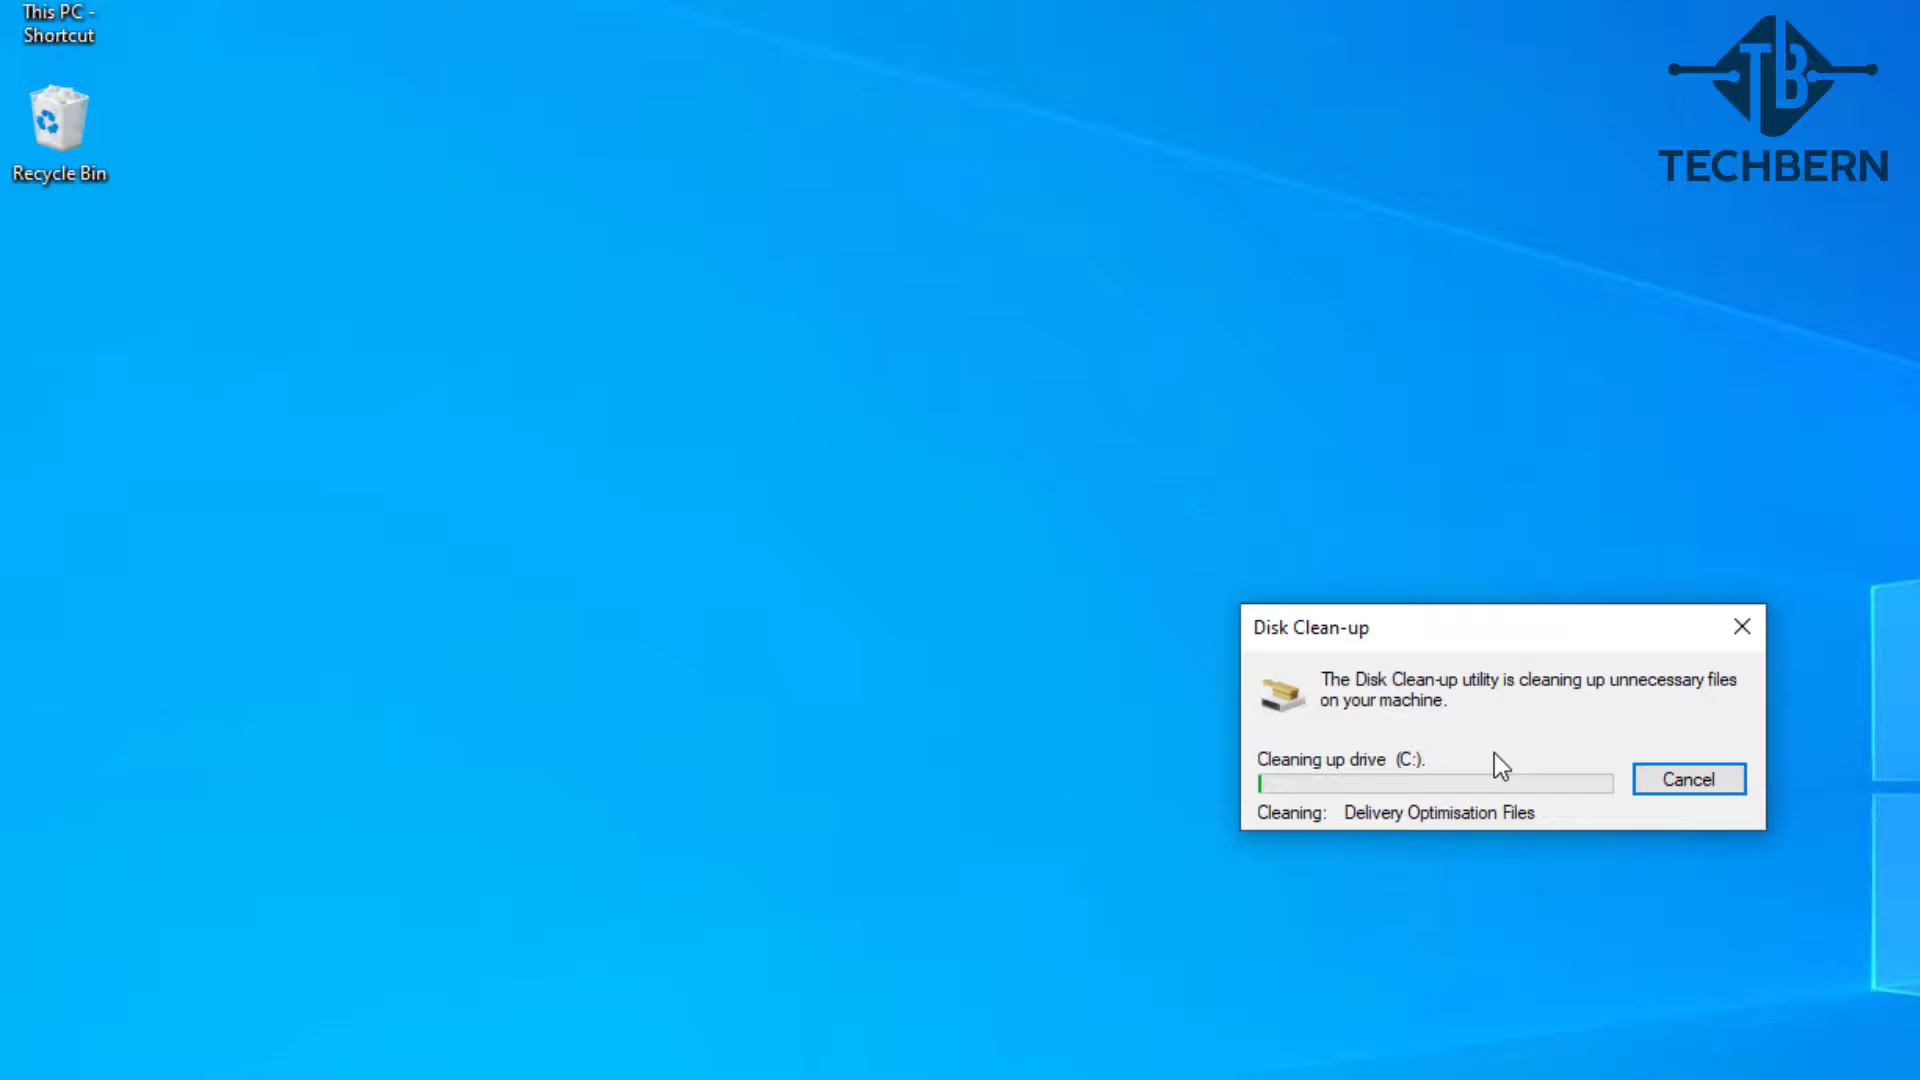 This PC -
Shortcut
TB
TECHBERN
Recycle Bin
Disk Clean-up
The Disk Clean-up utility is cleaning up unnecessary files
on your machine.
Cleaning up drive  (C:).
Cancel
Cleaning:   Delivery Optimisation Files